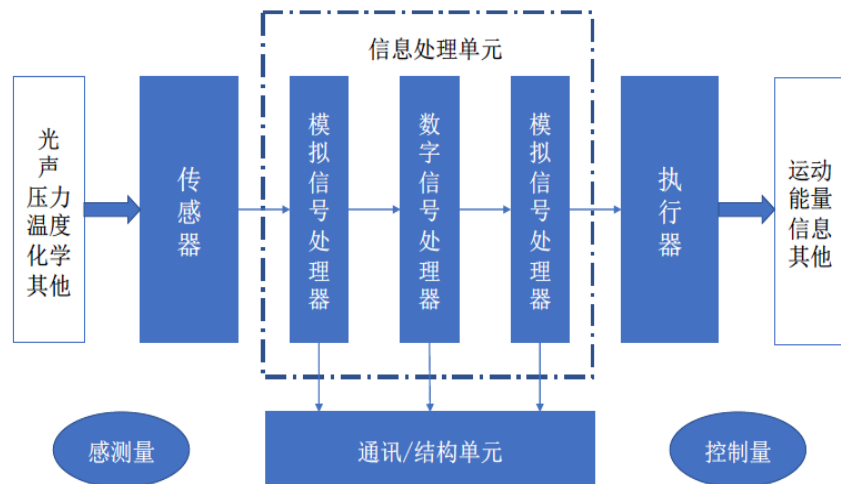 信息处理单元
光
声
压力
温度
化学
其他
传感器
模拟信号处理器
数字信号处理器
模拟信号处理器
执行器
运动
能量
信息
其他
感测量
通讯/结构单元
控制量